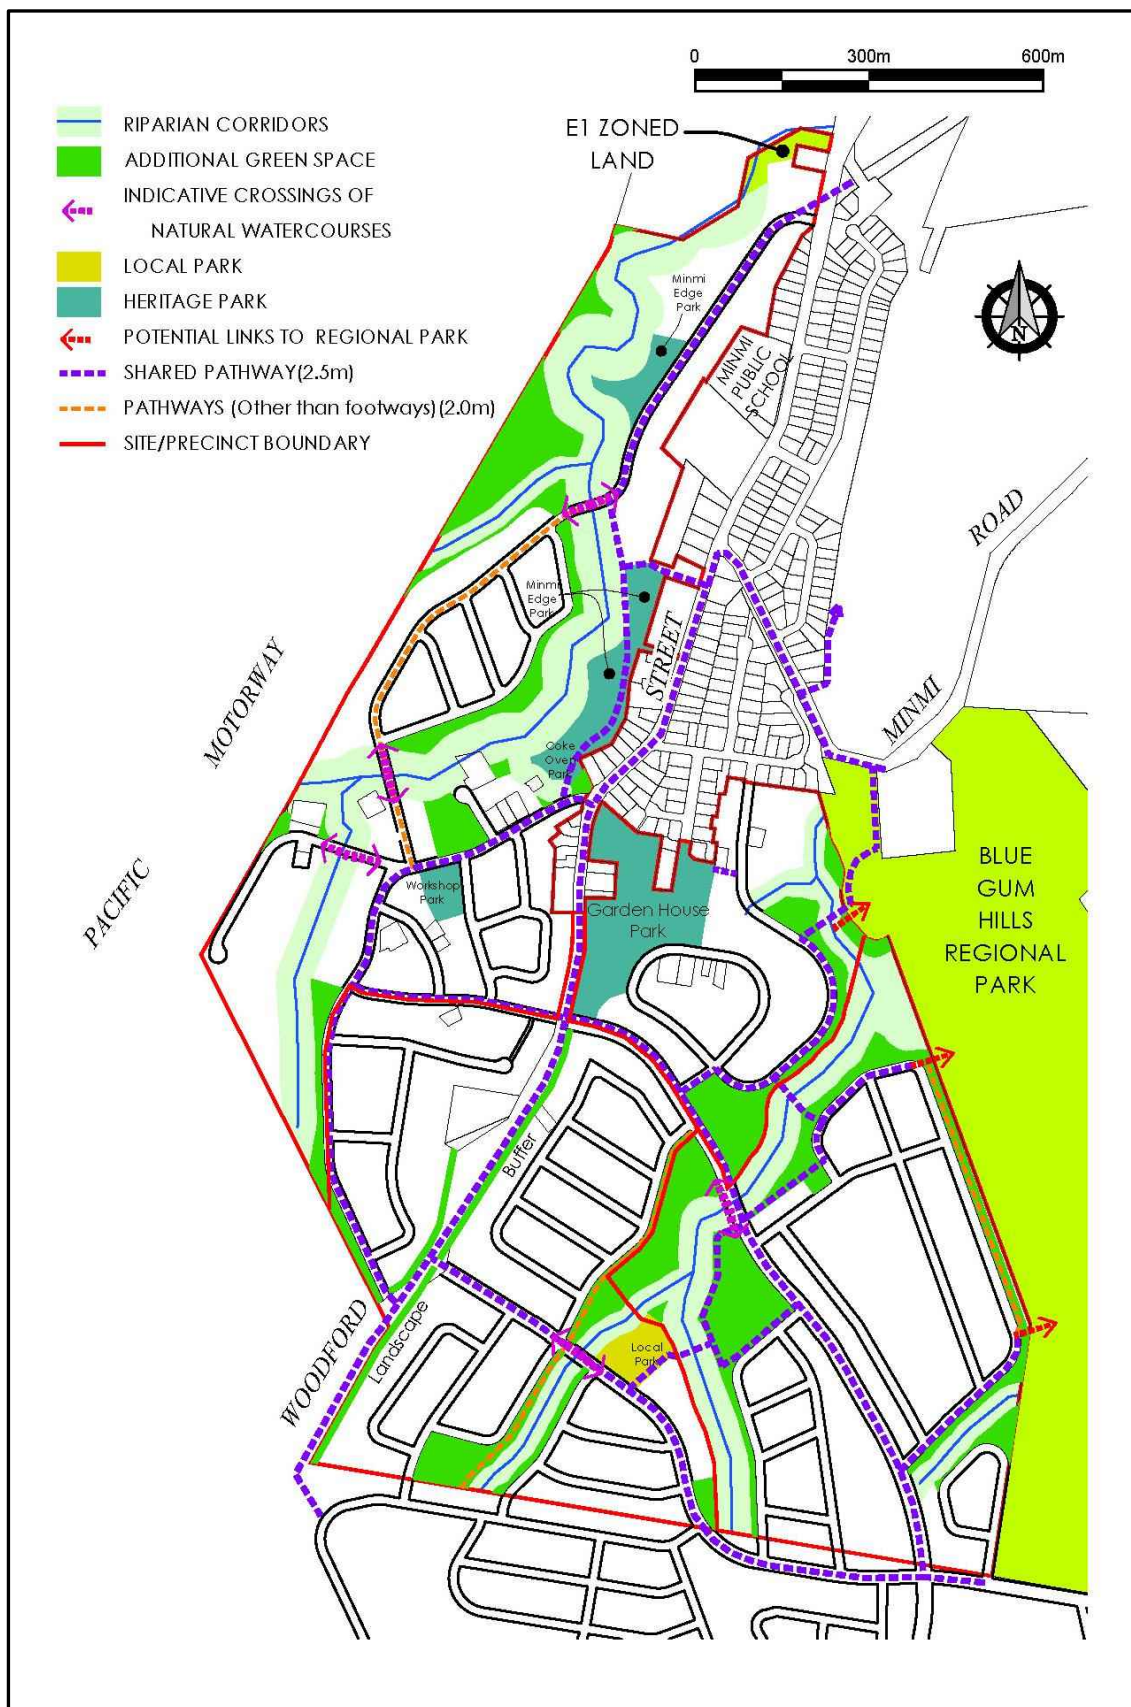 0 300m 600m
RIPARIAN CORRIDORS
ADDITIONAL GREEN SPACE
INDICATIVE CROSSINGS OF
NATURAL WATERCOURSES
LOCAL PARK
HERITAGE PARK
POTENTIAL LINKS TO REGIONAL PARK
SHARED PATHWAY(2.5m)
PATHWAYS (Other than footways)(2.0m)
SITE/PRECINCT BOUNDARY
E1 ZONED
LAND
N
Minmi
Edge
Park
MINMI
PUBLIC
SCHOOL
ROAD
MINMI
Minmi
Edge
Park
STREET
MOTORWAY
PACIFIC
Coke
Oven
Park
Workshop
Park
Garden House
Park
BLUE
GUM
HILLS
REGIONAL
PARK
Buffer
Landscape
WOODFORD
Local
Park